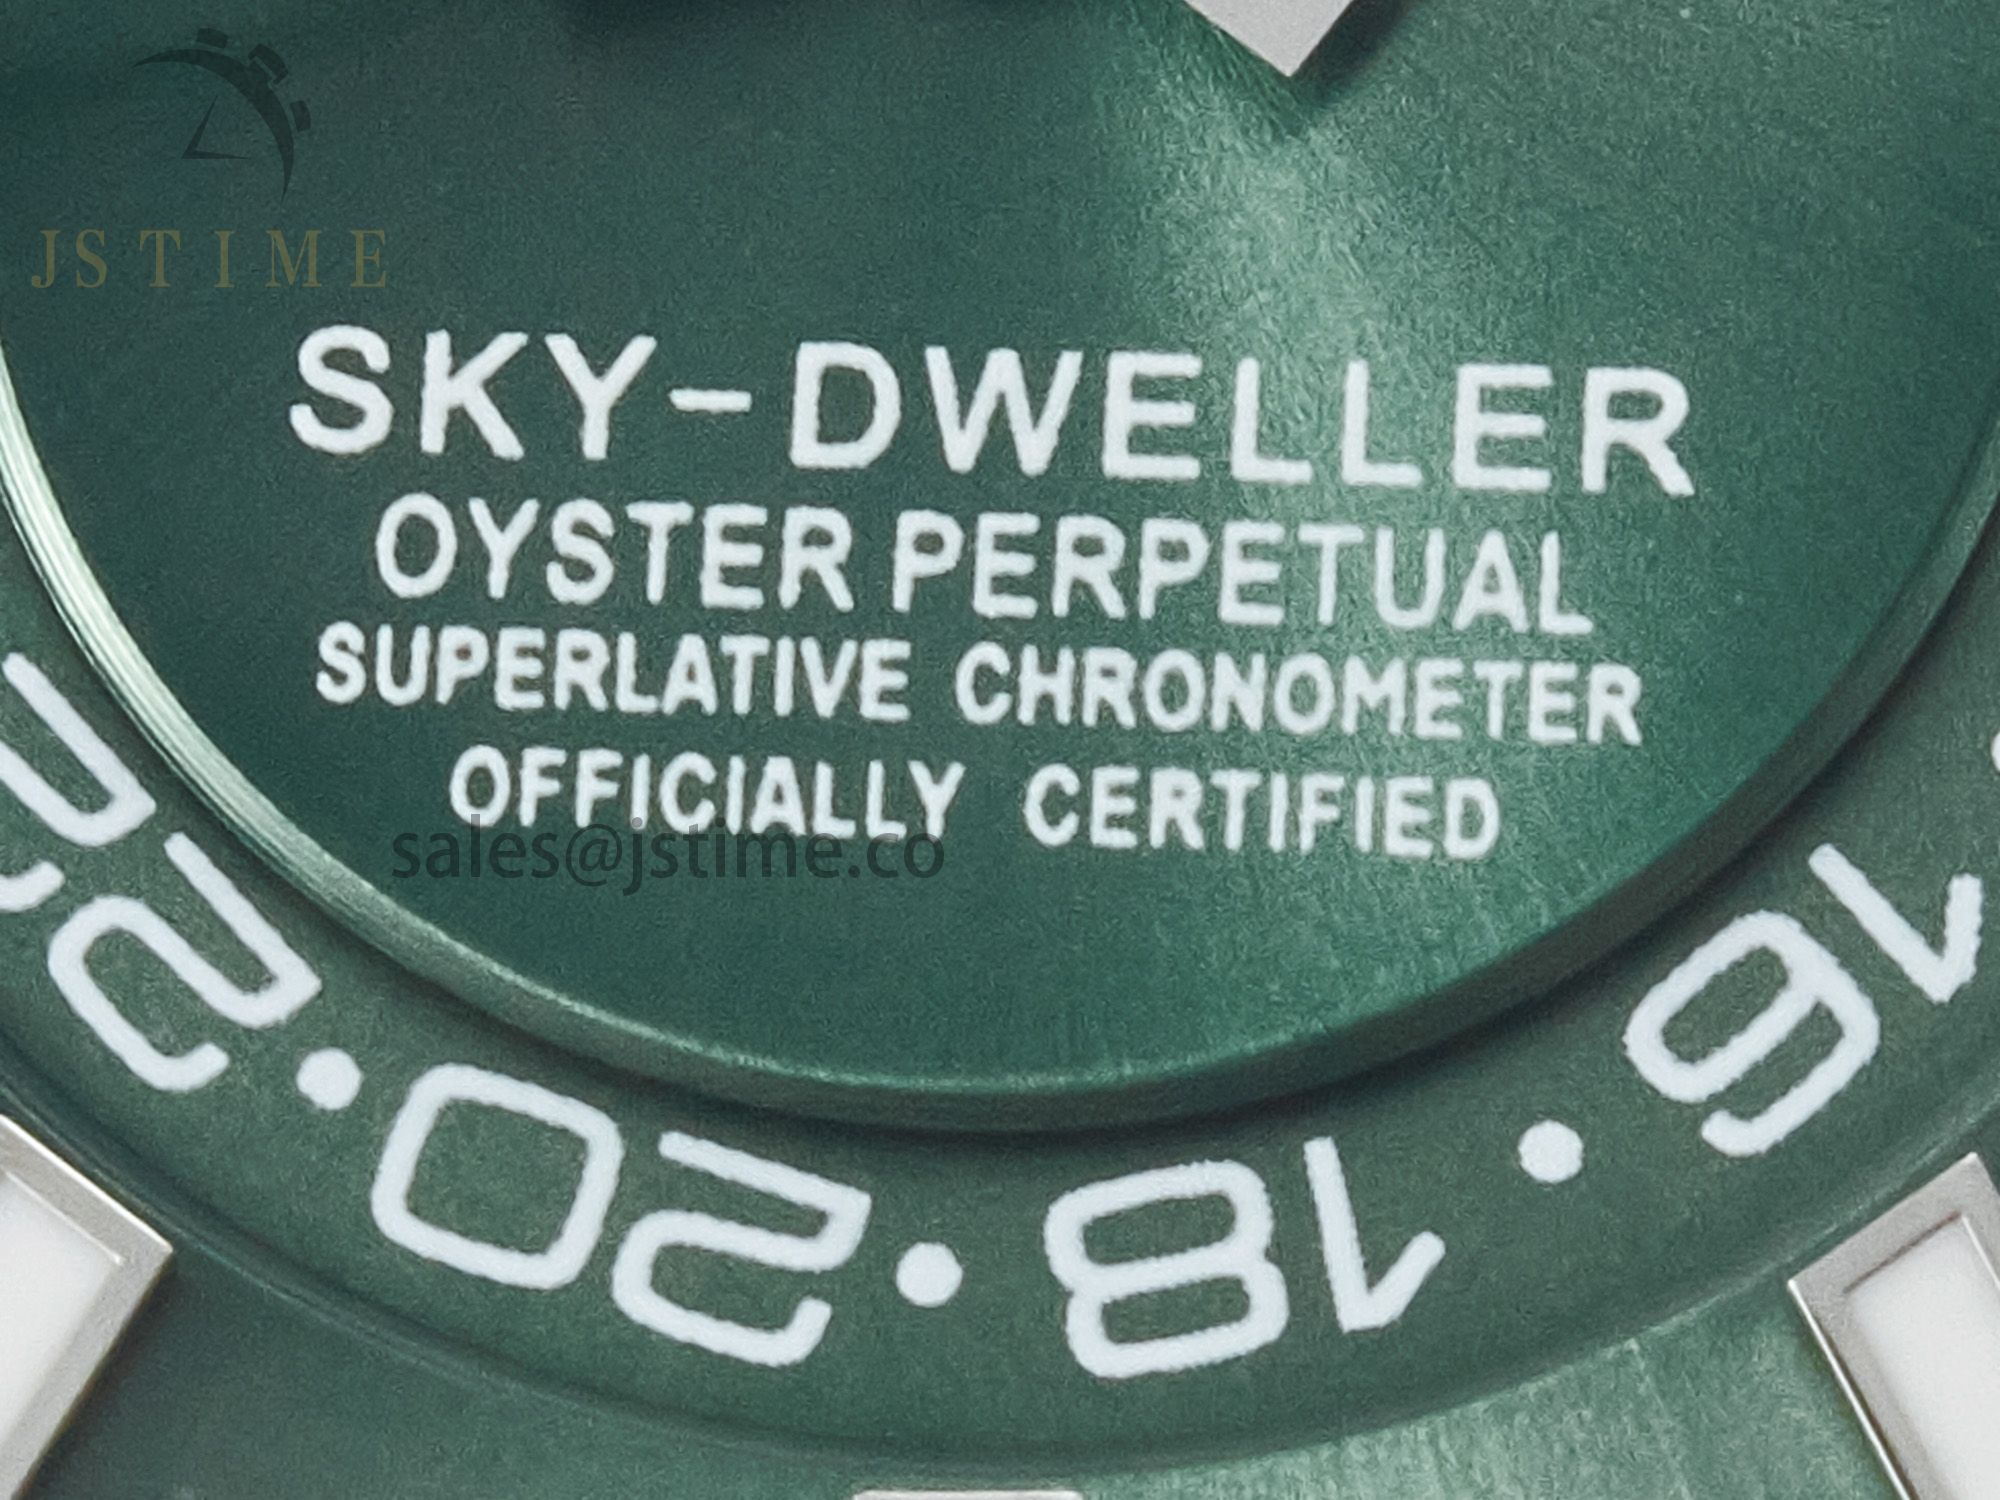 JSTIME
SKY-DWELLER
OYSTER PERPETUAL
SUPERLATIVE CHRONOMETER
OFFICIALLY CERTIFIED
sales@jstime.co
22 • 20 • 18 • 16